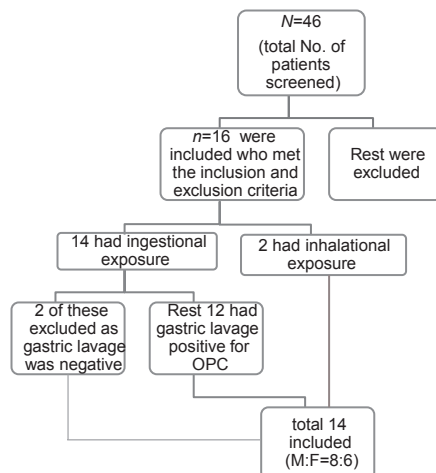 N=46
(total No. of
patients
screened)
n=16 were
included who met
the inclusion and
exclusion criteria
Rest were
excluded
14 had ingestional
exposure
2 had inhalational
exposure
2 of these
excluded as
gastric lavage
was negative
Rest 12 had
gastric lavage
positive for
OPC
total 14
included
(M:F=8:6)